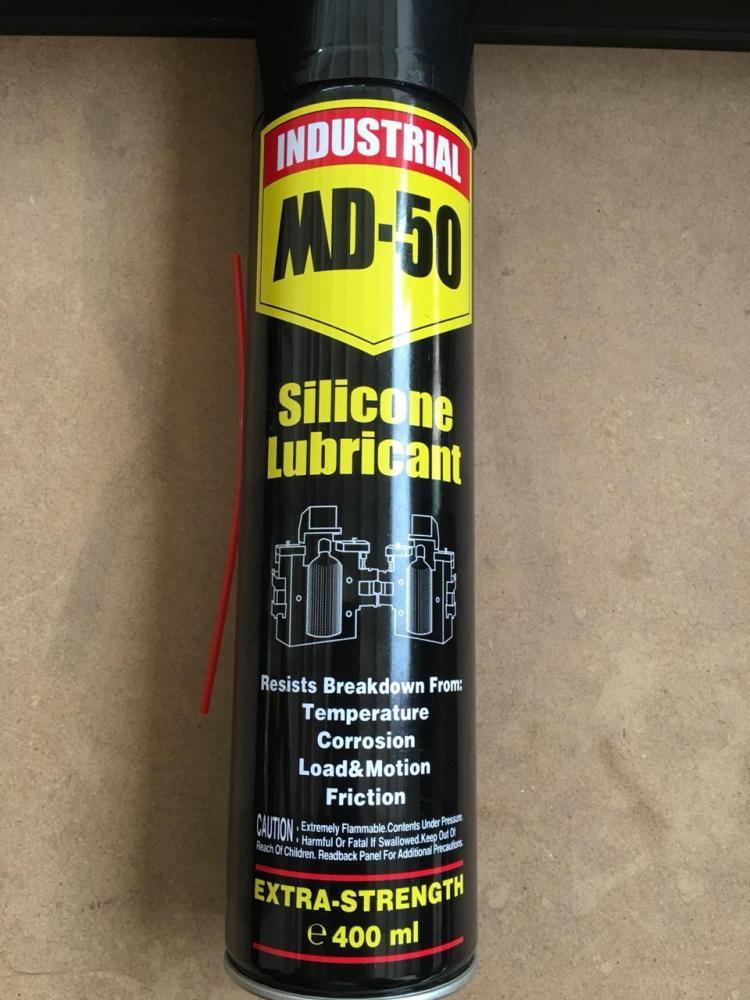 INDUSTRIAL
MD-50
Silicone
Lubricant
Resists Breakdown From:
Temperature
Corrosion
Load&Motion
Friction
CAUTION: Extremely Flammable.Contents Under Pressure.
Harmful Or Fatal If Swallowed.Keep Out Of
Reach Of Children. Readback Panel For Additional Precautions.
EXTRA-STRENGTH
℮ 400 ml